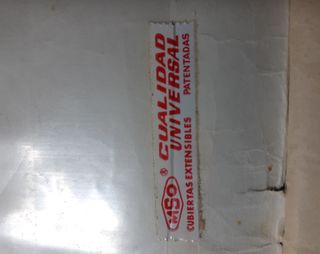 CUALIDAD
UNIVERSAL
®
CUBIERTAS EXTENSIBLES PATENTADAS